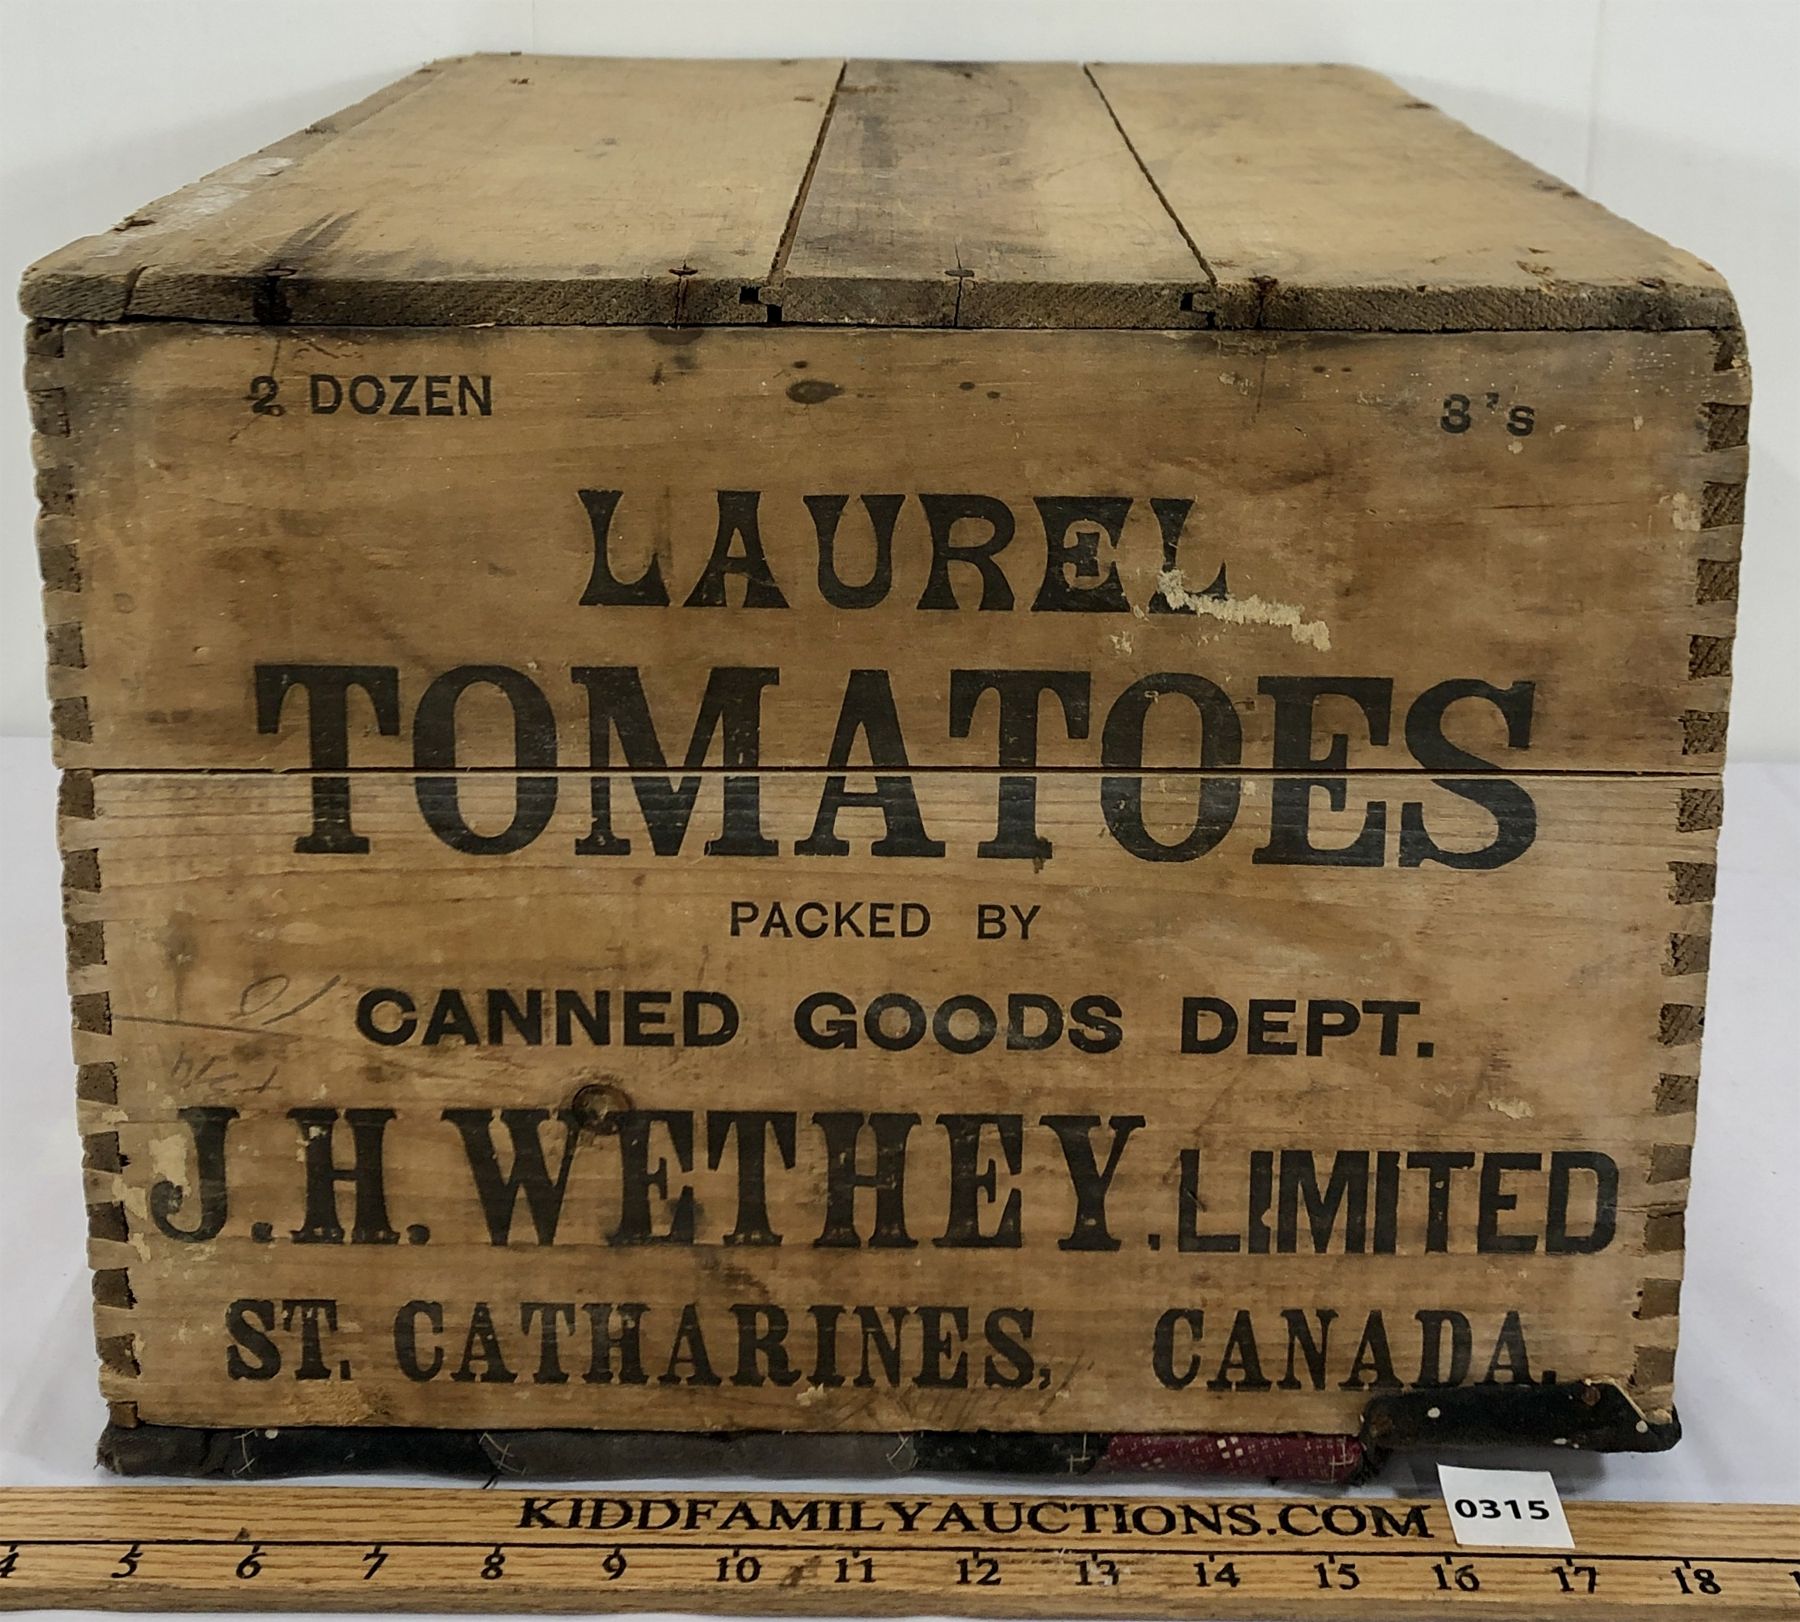 2 DOZEN 3's
LAUREL
TOMATOES
PACKED BY
CANNED GOODS DEPT.
J.H. WETHEY, LIMITED
ST. CATHARINES, CANADA.
KIDDFAMILYAUCTIONS.COM 0315
4 5 6 7 8 9 10 11 12 13 14 15 16 17 18